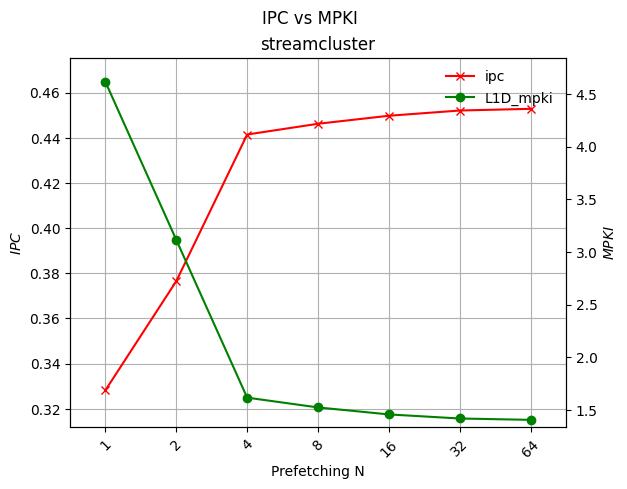 IPC vs MPKI
streamcluster
ipc
L1D_mpki
IPC
0.46
0.44
0.42
0.40
0.38
0.36
0.34
0.32
MPKI
4.5
4.0
3.5
3.0
2.5
2.0
1.5
1 2 4 8 16 32 64
Prefetching N